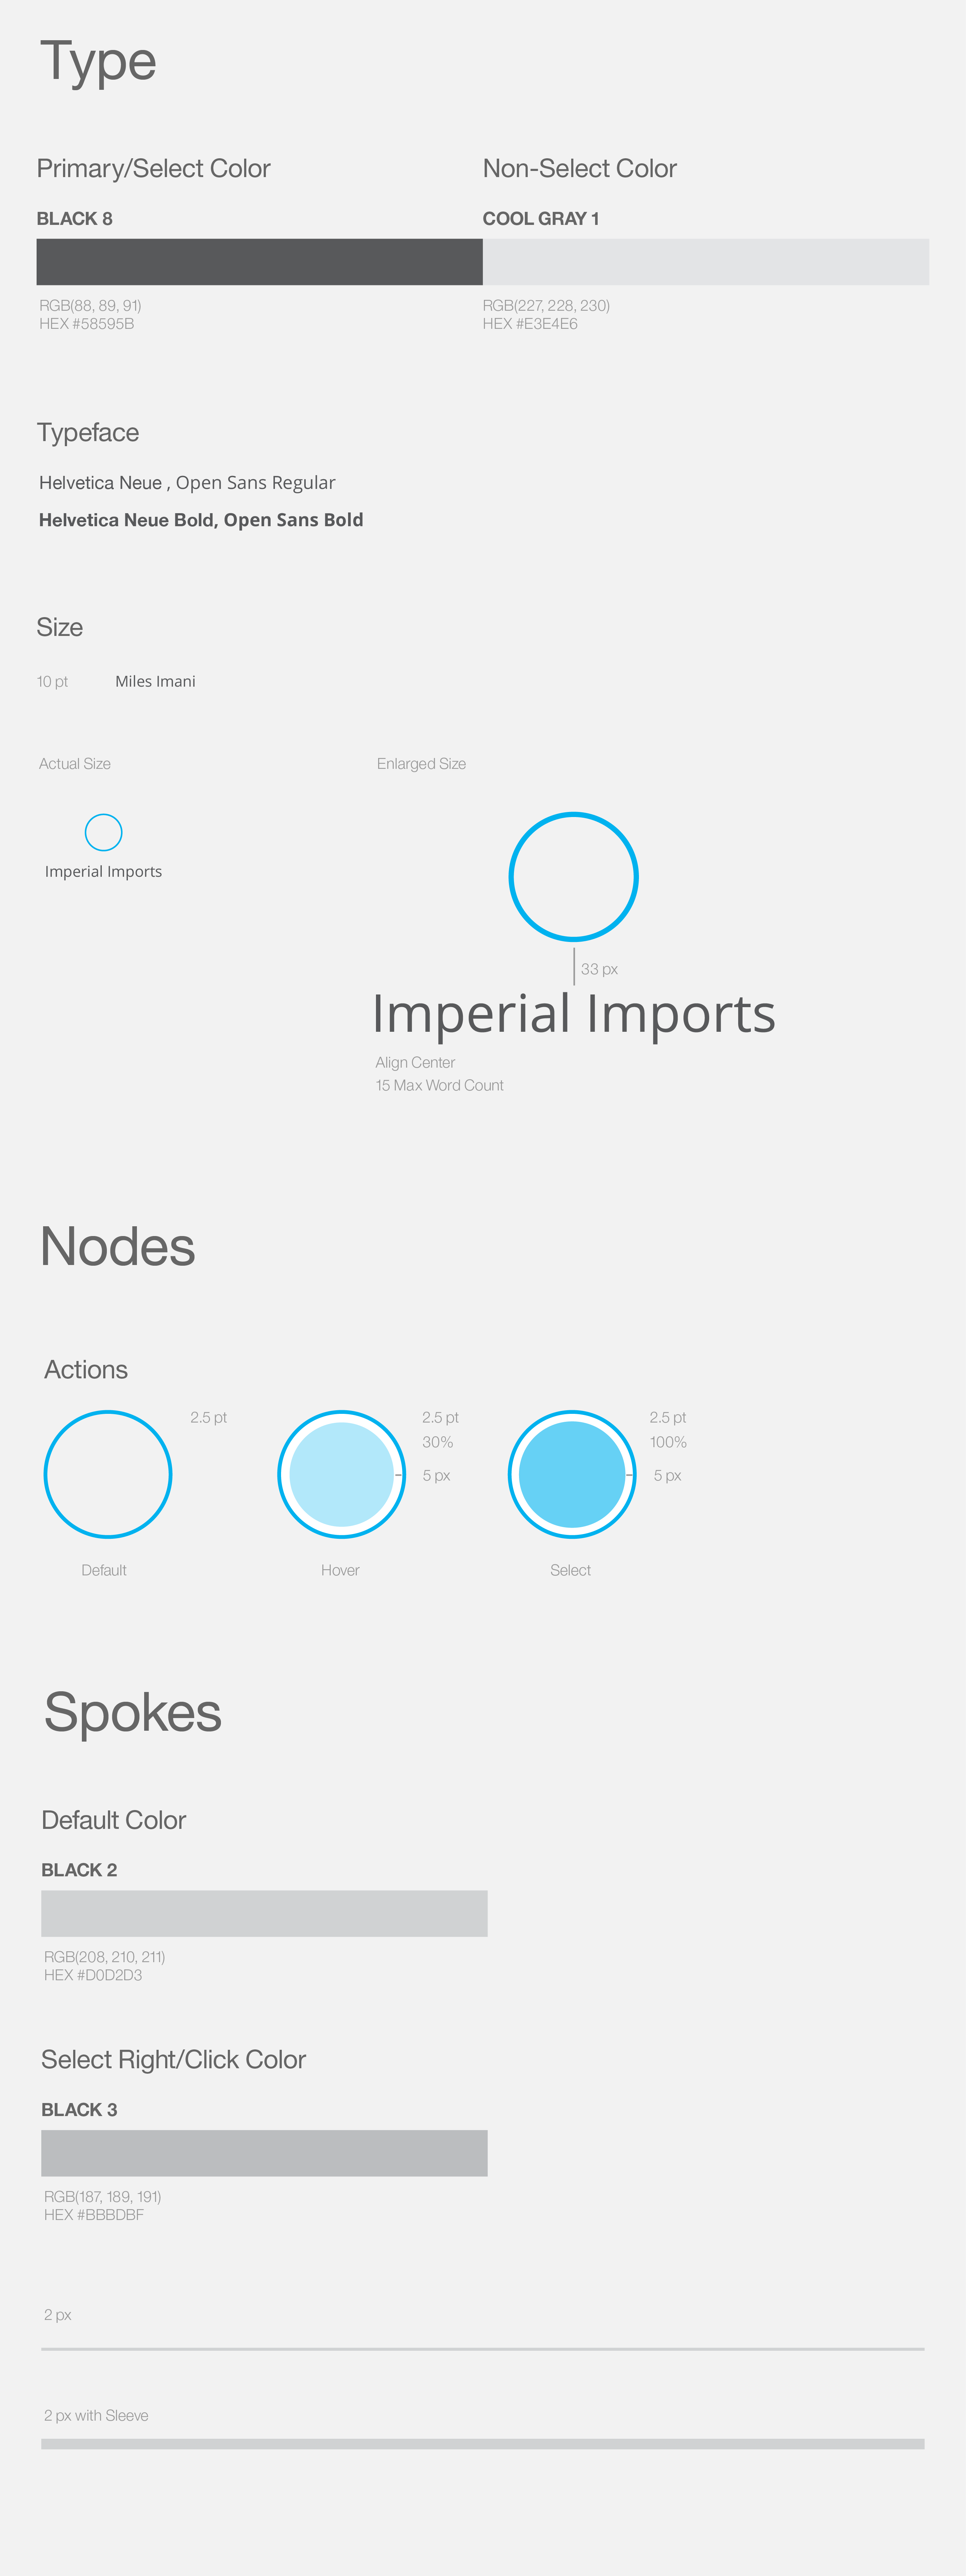 Type
Primary/Select Color
Non-Select Color
BLACK 8
COOL GRAY 1
RGB(88, 89, 91)
HEX #58595B
RGB(227, 228, 230)
HEX #E3E4E6
Typeface
Helvetica Neue , Open Sans Regular
Helvetica Neue Bold, Open Sans Bold
Size
10 pt
Miles Imani
Actual Size
Enlarged Size
Imperial Imports
33 px
Imperial Imports
Align Center
15 Max Word Count
Nodes
Actions
2.5 pt
2.5 pt
30%
5 px
2.5 pt
100%
5 px
Default
Hover
Select
Spokes
Default Color
BLACK 2
RGB(208, 210, 211)
HEX #D0D2D3
Select Right/Click Color
BLACK 3
RGB(187, 189, 191)
HEX #BBBDBF
2 px
2 px with Sleeve